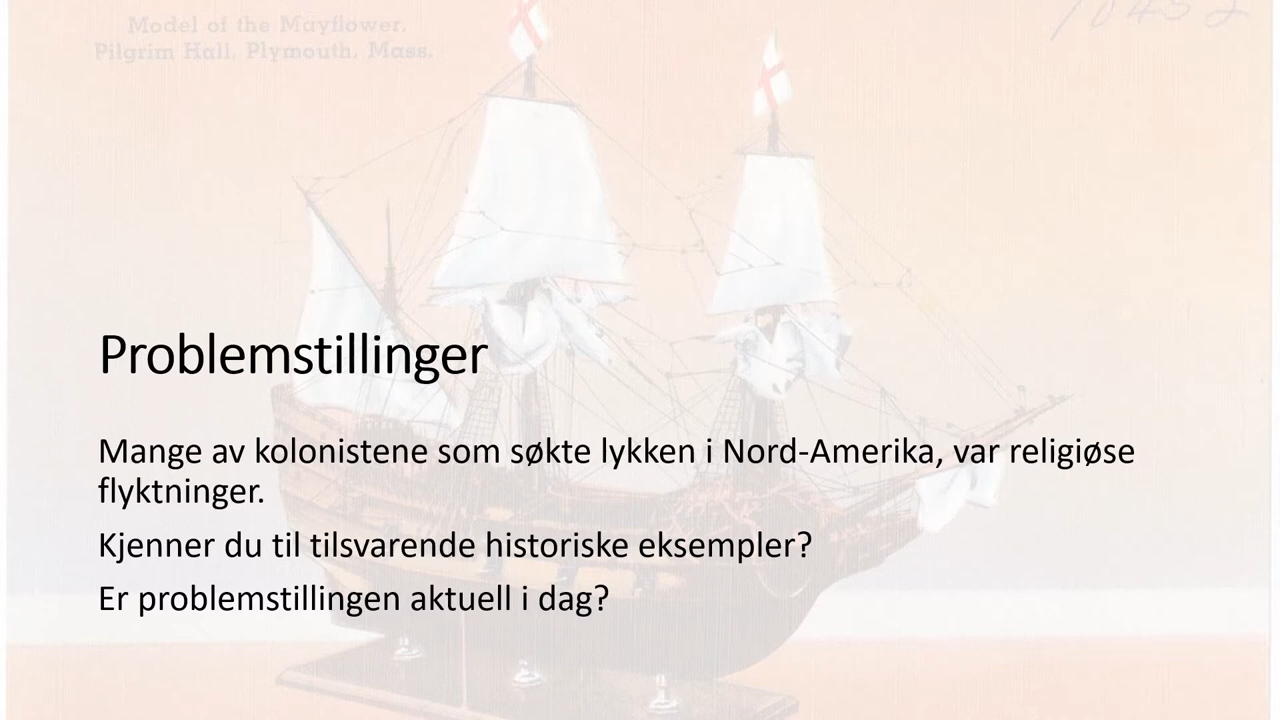 Model of the Mayflower.
Pilgrim Hall, Plymouth, Mass.
Problemstillinger
Mange av kolonistene som søkte lykken i Nord-Amerika, var religiøse
flyktninger.
Kjenner du til tilsvarende historiske eksempler?
Er problemstillingen aktuell i dag?